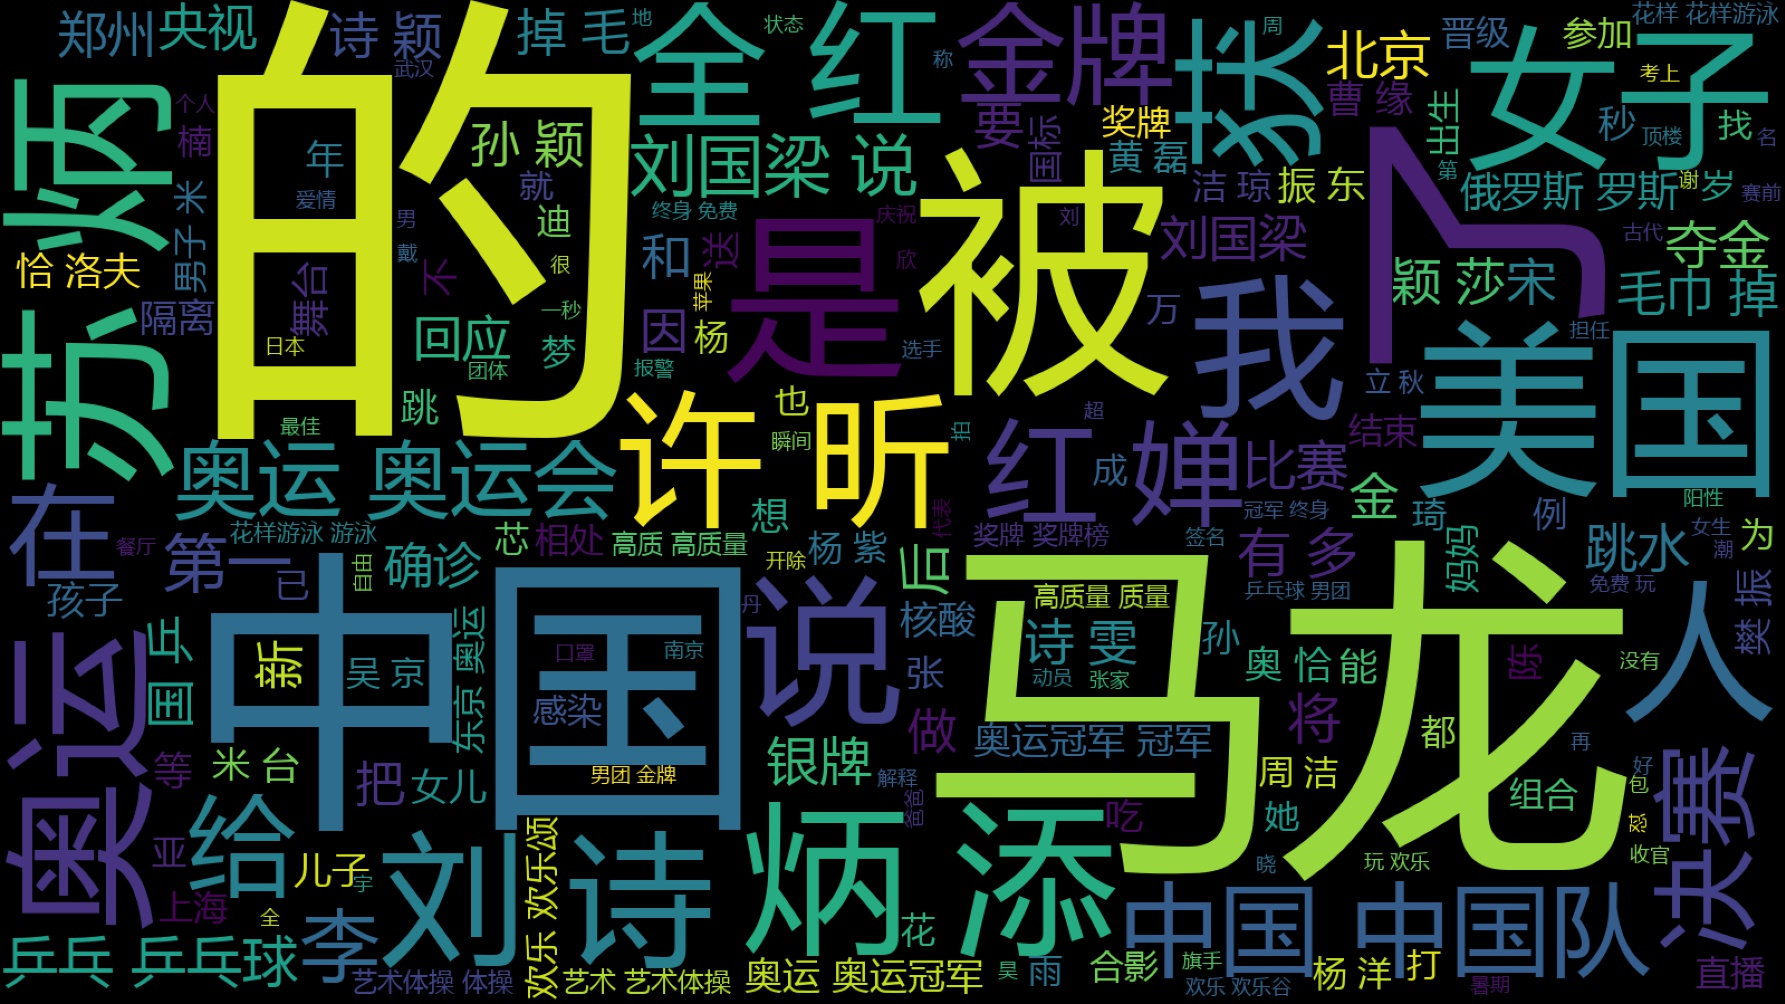 郑州
央视
诗 颖
掉 毛
地
全 红
状态
金牌
扶
周
北京
晋级
参加
花样 花样游泳
女子
考上
武汉
称
炳
个人
楠
的
年
爱情
孙 颖
就
刘国梁 说
要
国标
奖牌
黄 磊
曹 缘
出生
秒
顶楼
找
名
第
洁 琼
振 东
俄罗斯 罗斯
谢
岁
赛前
男子 米
男
戴
迪
终身 免费
庆祝
刘
被
刘国梁
古代
夺金
恰 洛夫
隔离
舞台
不
很
和
送
是
欣
苹果
我
颖 莎
宋
毛巾 掉
苏
日本
回应
一秒
梦
团体
因
杨
报警
选手
万
立 秋
担任
美国
最佳
跳
许 昕
也
瞬间
拍
超
红 婵
成
比赛
结束
奥运 奥运会
在
餐厅
花样游泳 游泳
第一
已
自由
确诊
芯
相处
高质 高质量
想
开除
杨 紫
后
代表
奖牌 奖牌榜
冠军 终身
签名
有 多
金
琦
例
阳性
女生
潮
为
跳水
妈妈
免费 玩
乒乓球 男团
孩子
国 乒
奥运
中国
新
吴 京
东京 奥运
口罩
南京
感染
丹
说
核酸
高质量 质量
诗 雯
孙
马龙
奥 恰
能
陈
没有
人
樊 振
张
动员
张家
做
奥运冠军 冠军
将
都
再
等
米 台
把
女儿
男团 金牌
银牌
解释
爸爸
周 洁
组合
好
包
怼
收官
决赛
亚
给
儿子
宇
上海
全
李
刘 诗
欢乐 欢乐颂
炳 添
吃
她
晓
玩 欢乐
花
中国 中国队
乒乓 乒乓球
艺术体操 体操
艺术 艺术体操
奥运 奥运冠军
吴
雨
合影
旗手
欢乐 欢乐谷
杨 洋
打
暑期
直播